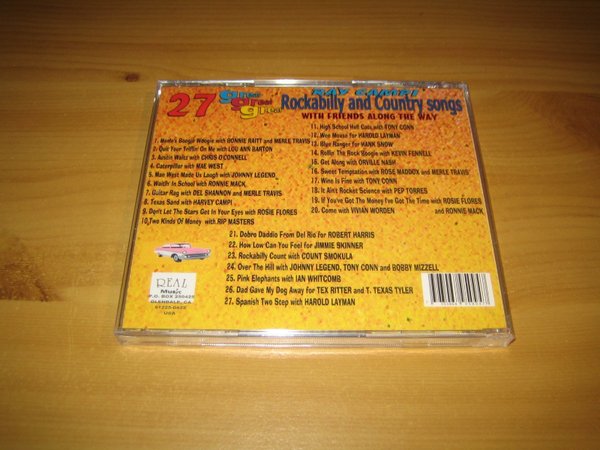 27 great great great
RAY CAMPI
Rockabilly and Country songs
WITH FRIENDS ALONG THE WAY
1. Merle's Boogie Woogie with BONNIE RAITT and MERLE TRAVIS
2. Quit Your Triflin' On Me with LOU ANN BARTON
3. Austin Waltz with CHRIS O'CONNELL
4. Caterpillar with MAE WEST
5. Mae West Made Us Laugh with JOHNNY LEGEND
6. Waitin' In School with RONNIE MACK
7. Guitar Rag with DEL SHANNON and MERLE TRAVIS
8. Texas Sand with HARVEY CAMPI
9. Don't Let The Stars Get In Your Eyes with ROSIE FLORES
10. Two Kinds Of Money with RIP MASTERS
11. High School Hell Cats with TONY CONN
12. Wee Moose for HAROLD LAYMAN
13. Blue Ranger for HANK SNOW
14. Rollin' The Rock Boogie with KEVIN FENNELL
15. Get Along with ORVILLE NASH
16. Sweet Temptation with ROSE MADDOX and MERLE TRAVIS
17. Wine is Fine with TONY CONN
18. It Ain't Rocket Science with PEP TORRES
19. If You've Got The Money I've Got The Time with ROSIE FLORES
20. Come with VIVIAN WORDEN and RONNIE MACK
21. Dobro Daddio From Del Rio for ROBERT HARRIS
22. How Low Can You Feel for JIMMIE SKINNER
23. Rockabilly Count with COUNT SMOKULA
24. Over The Hill with JOHNNY LEGEND, TONY CONN and BOBBY MIZZELL
25. Pink Elephants with IAN WHITCOMB
26. Dad Gave My Dog Away for TEX RITTER and T. TEXAS TYLER
27. Spanish Two Step with HAROLD LAYMAN
REAL
Music
P.O. BOX 250425
GLENDALE, CA
91225-0425
USA